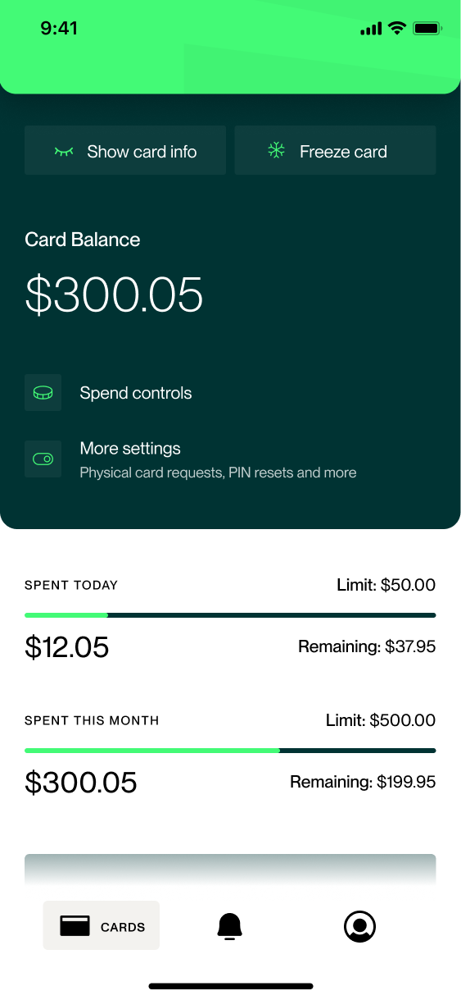 9:41
Show card info
Freeze card
Card Balance
$300.05
Spend controls
More settings
Physical card requests, PIN resets and more
SPENT TODAY
Limit: $50.00
$12.05
Remaining: $37.95
SPENT THIS MONTH
Limit: $500.00
$300.05
Remaining: $199.95
CARDS